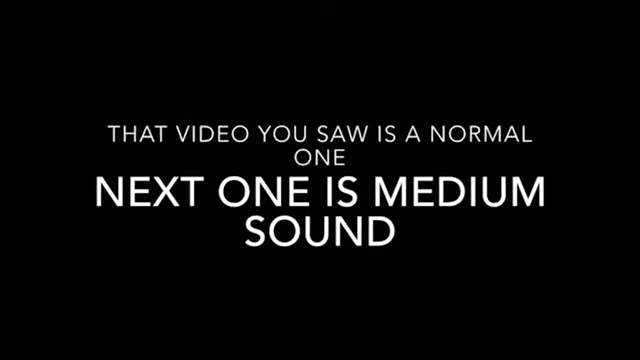 THAT VIDEO YOU SAW IS A NORMAL
ONE
NEXT ONE IS MEDIUM
SOUND